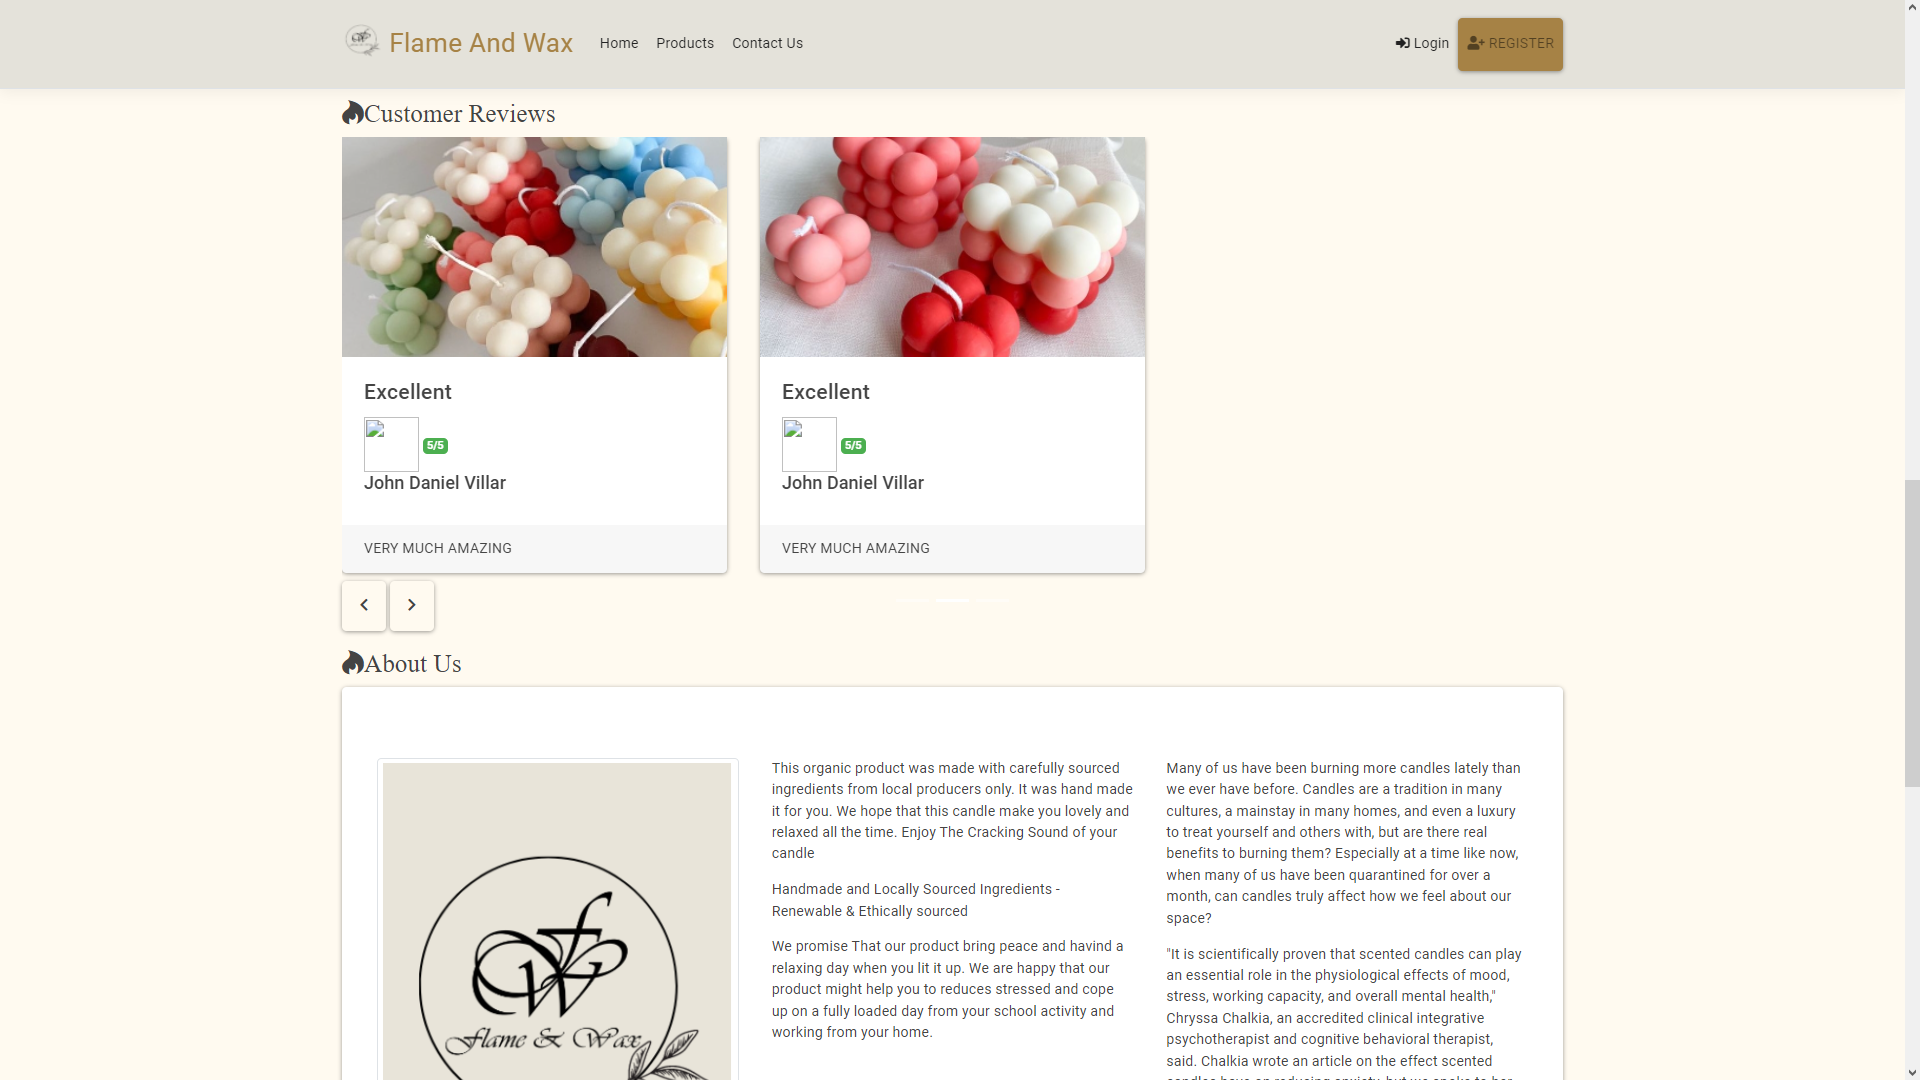 Flame And Wax
Home
Products
Contact Us
Login
REGISTER
Customer Reviews
Excellent
5/5
John Daniel Villar
VERY MUCH AMAZING
Excellent
5/5
John Daniel Villar
VERY MUCH AMAZING
About Us
Flame & Wax
This organic product was made with carefully sourced
ingredients from local producers only. It was hand made
it for you. We hope that this candle make you lovely and
relaxed all the time. Enjoy The Cracking Sound of your
candle
Handmade and Locally Sourced Ingredients -
Renewable & Ethically sourced
We promise That our product bring peace and havind a
relaxing day when you lit it up. We are happy that our
product might help you to reduces stressed and cope
up on a fully loaded day from your school activity and
working from your home.
Many of us have been burning more candles lately than
we ever have before. Candles are a tradition in many
cultures, a mainstay in many homes, and even a luxury
to treat yourself and others with, but are there real
benefits to burning them? Especially at a time like now,
when many of us have been quarantined for over a
month, can candles truly affect how we feel about our
space?
"It is scientifically proven that scented candles can play
an essential role in the physiological effects of mood,
stress, working capacity, and overall mental health,"
Chryssa Chalkia, an accredited clinical integrative
psychotherapist and cognitive behavioral therapist,
said. Chalkia wrote an article on the effect scented